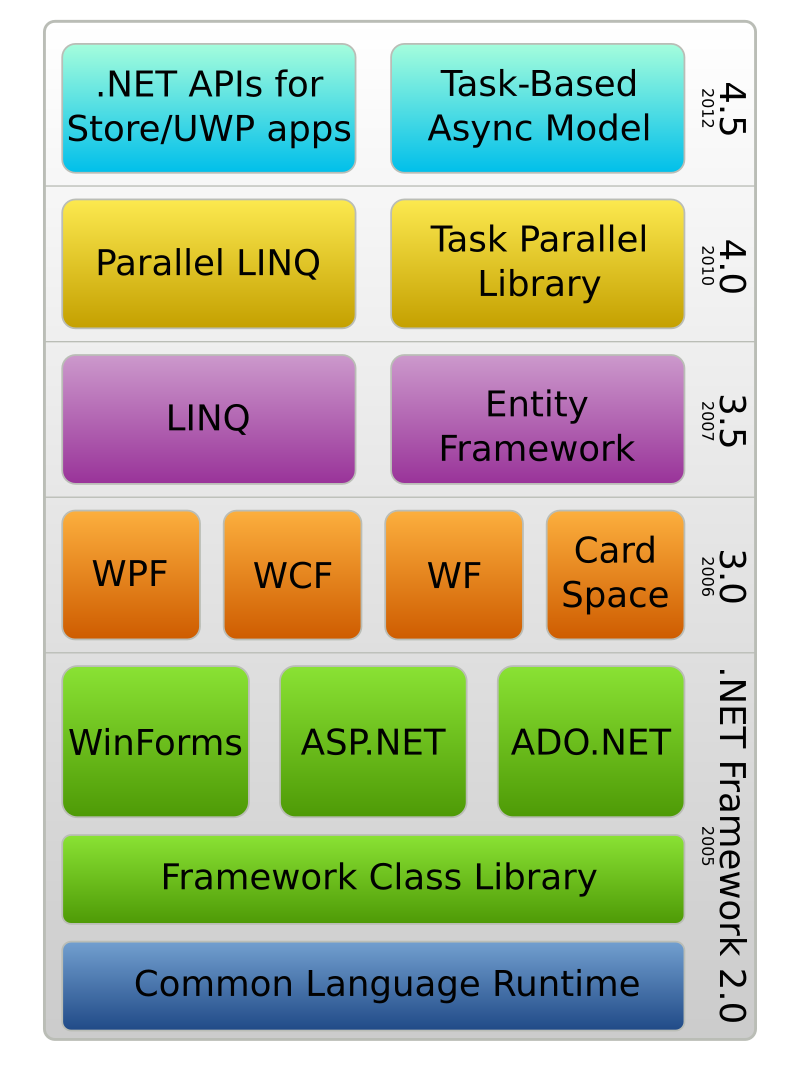 .NET APIs for
Store/UWP apps
Task-Based
Async Model
4.5
2012
Parallel LINQ
Task Parallel
Library
4.0
2010
LINQ
Entity
Framework
3.5
2007
WPF
WCF
WF
Card
Space
3.0
2006
WinForms
ASP.NET
ADO.NET
Framework Class Library
Common Language Runtime
.NET Framework 2.0
2005